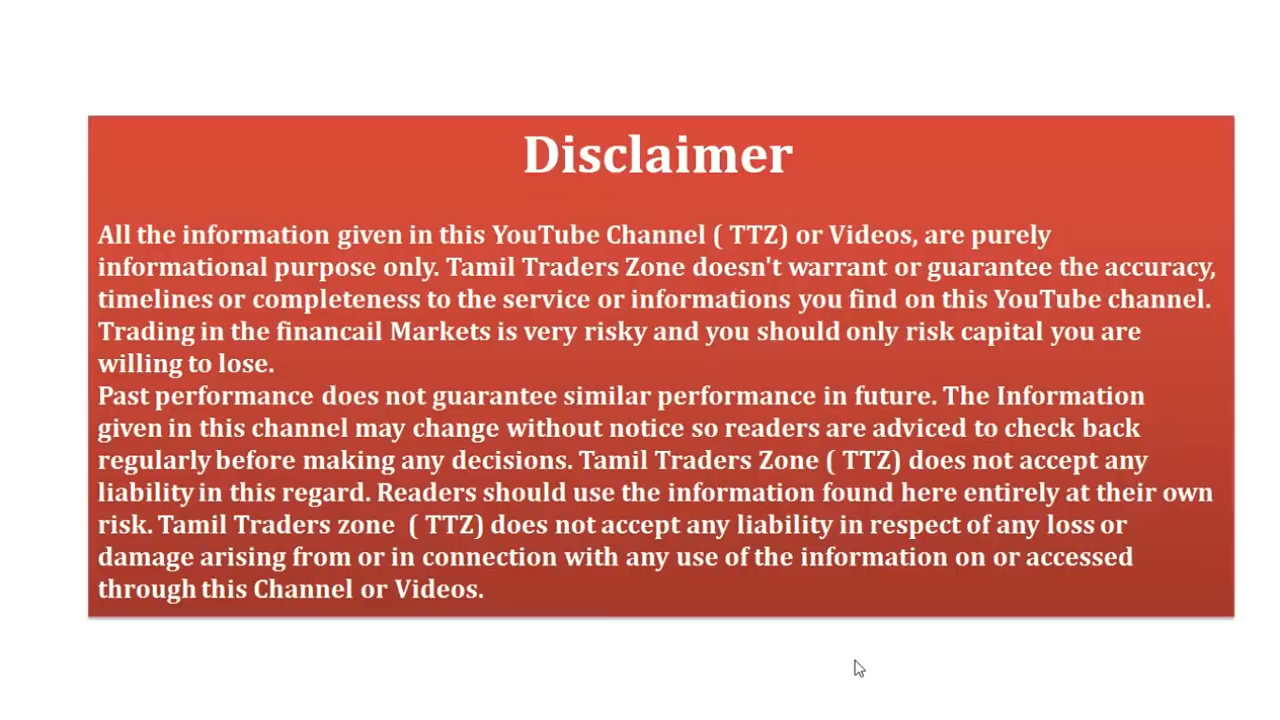 Disclaimer
All the information given in this YouTube Channel ( TTZ) or Videos, are purely
informational purpose only. Tamil Traders Zone doesn't warrant or guarantee the accuracy,
timelines or completeness to the service or informations you find on this YouTube channel.
Trading in the financail Markets is very risky and you should only risk capital you are
willing to lose.
Past performance does not guarantee similar performance in future. The Information
given in this channel may change without notice so readers are adviced to check back
regularly before making any decisions. Tamil Traders Zone ( TTZ) does not accept any
liability in this regard. Readers should use the information found here entirely at their own
risk. Tamil Traders zone  ( TTZ) does not accept any liability in respect of any loss or
damage arising from or in connection with any use of the information on or accessed
through this Channel or Videos.